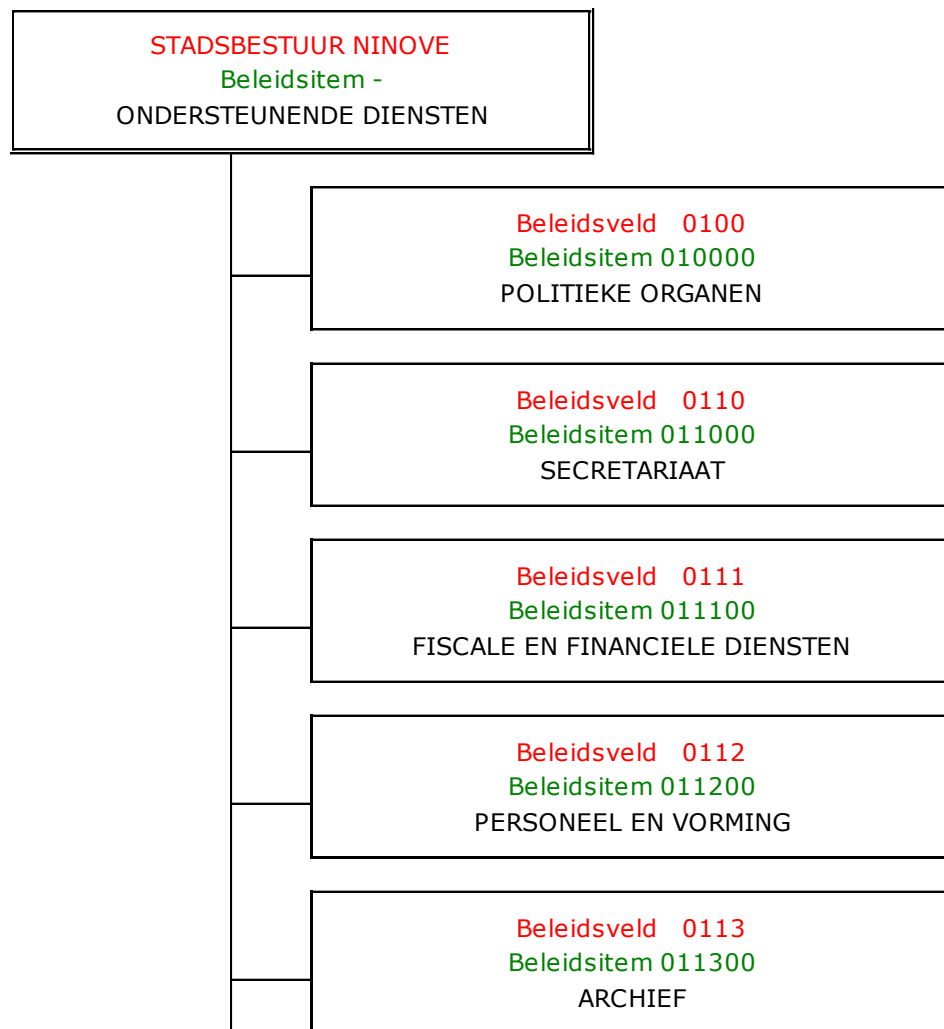 STADSBESTUUR NINOVE
Beleidsitem -
ONDERSTEUNENDE DIENSTEN
Beleidsveld 0100
Beleidsitem 010000
POLITIEKE ORGANEN
Beleidsveld 0110
Beleidsitem 011000
SECRETARIAAT
Beleidsveld 0111
Beleidsitem 011100
FISCALE EN FINANCIELE DIENSTEN
Beleidsveld 0112
Beleidsitem 011200
PERSONEEL EN VORMING
Beleidsveld 0113
Beleidsitem 011300
ARCHIEF